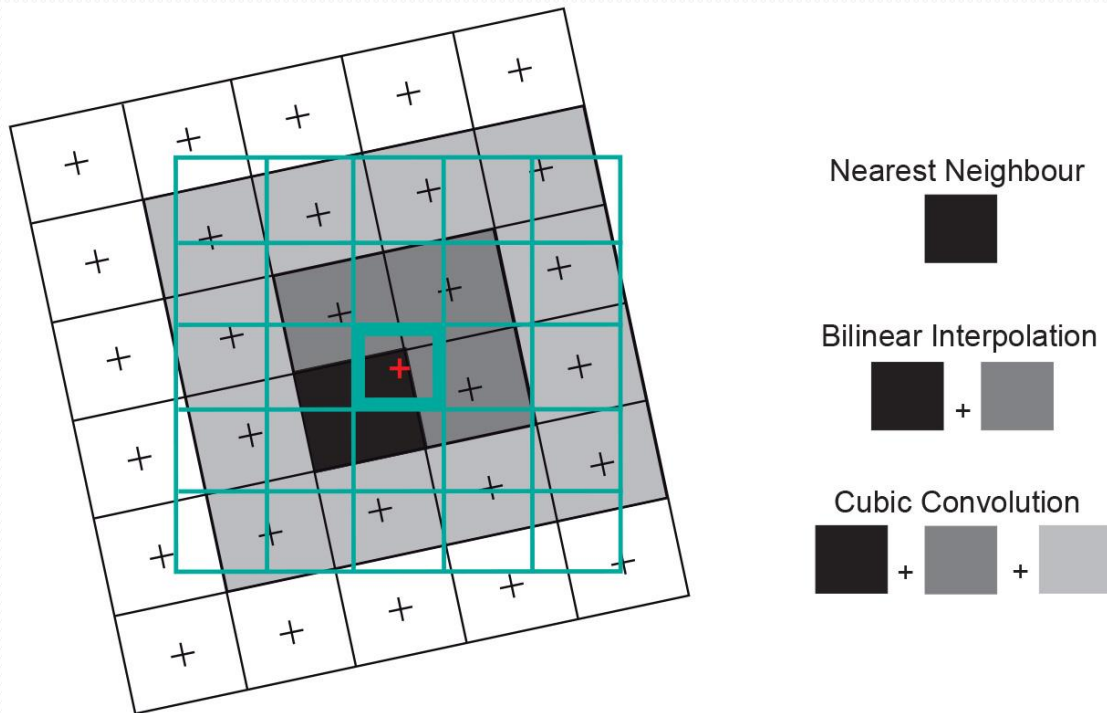 Nearest Neighbour
Bilinear Interpolation
+
Cubic Convolution
+ +